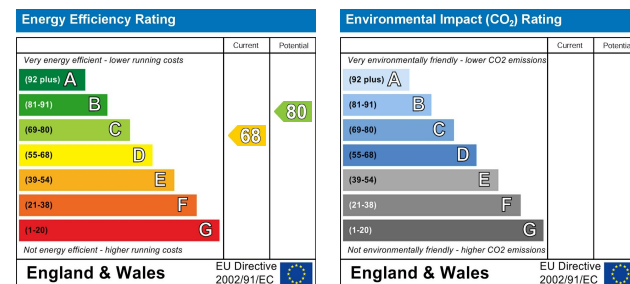 Energy Efficiency Rating
Current Potential
Very energy efficient - lower running costs
(92 plus) A
(81-91) B
(69-80) C
(55-68) D
(39-54) E
(21-38) F
(1-20) G
68
80
Not energy efficient - higher running costs
England & Wales
EU Directive
2002/91/EC
Environmental Impact (CO₂) Rating
Current Potential
Very environmentally friendly - lower CO2 emissions
(92 plus) A
(81-91) B
(69-80) C
(55-68) D
(39-54) E
(21-38) F
(1-20) G
Not environmentally friendly - higher CO2 emissions
England & Wales
EU Directive
2002/91/EC